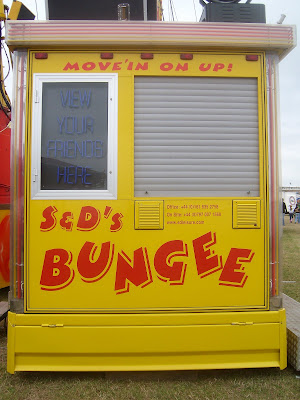 MOVE'IN ON UP!
VIEW
YOUR
FRIENDS
HERE
S&D's
BUNGEE